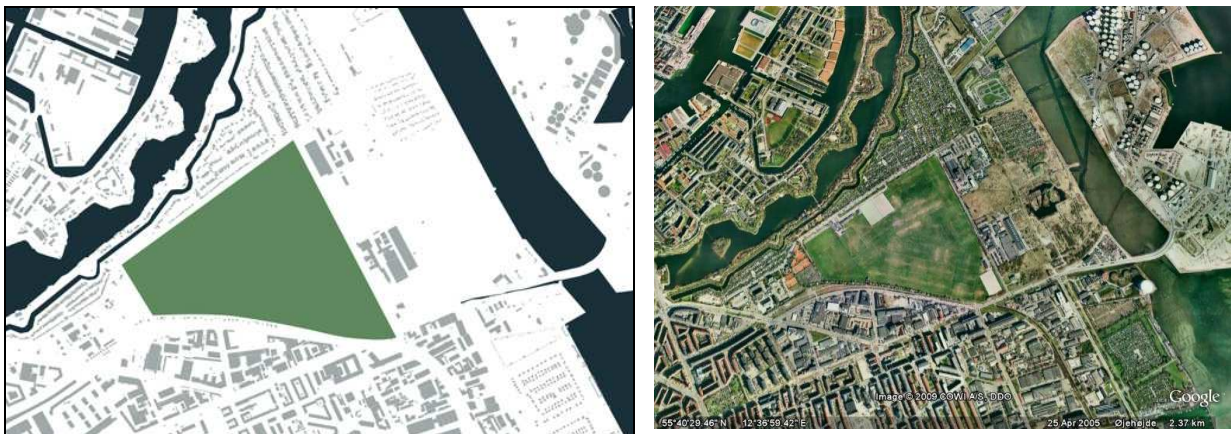 Image © 2009 COWI A/S, DDO
Google
55°40'29.46" N 12°36'59.42" E 25 Apr 2005 Øjehøjde 2.37 km